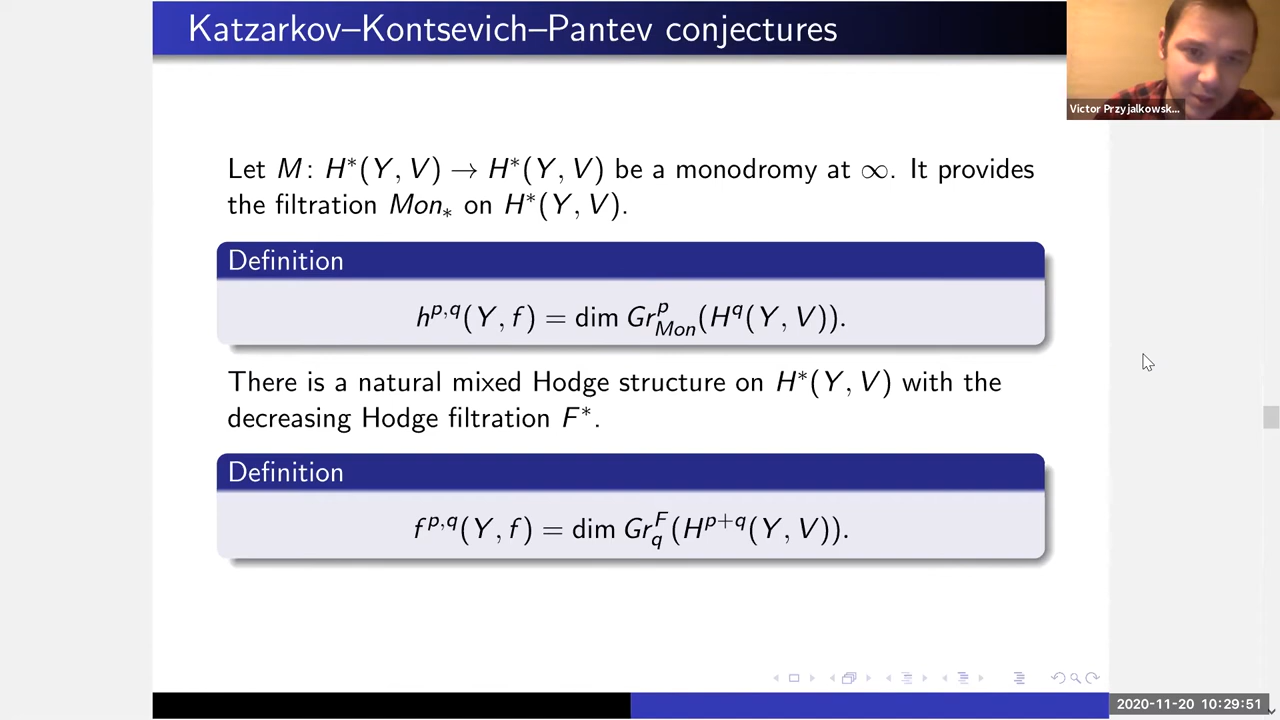 Katzarkov–Kontsevich–Pantev conjectures
Victor Przyjalkowsk...
Let M: H*(Y, V) → H*(Y, V) be a monodromy at ∞. It provides
the filtration Mon∗ on H*(Y, V).
Definition
h^{p,q}(Y, f) = dim Gr^p_{Mon}(H^q(Y, V)).
There is a natural mixed Hodge structure on H*(Y, V) with the
decreasing Hodge filtration F*.
Definition
f^{p,q}(Y, f) = dim Gr^F_q(H^{p+q}(Y, V)).
2020-11-20 10:29:51